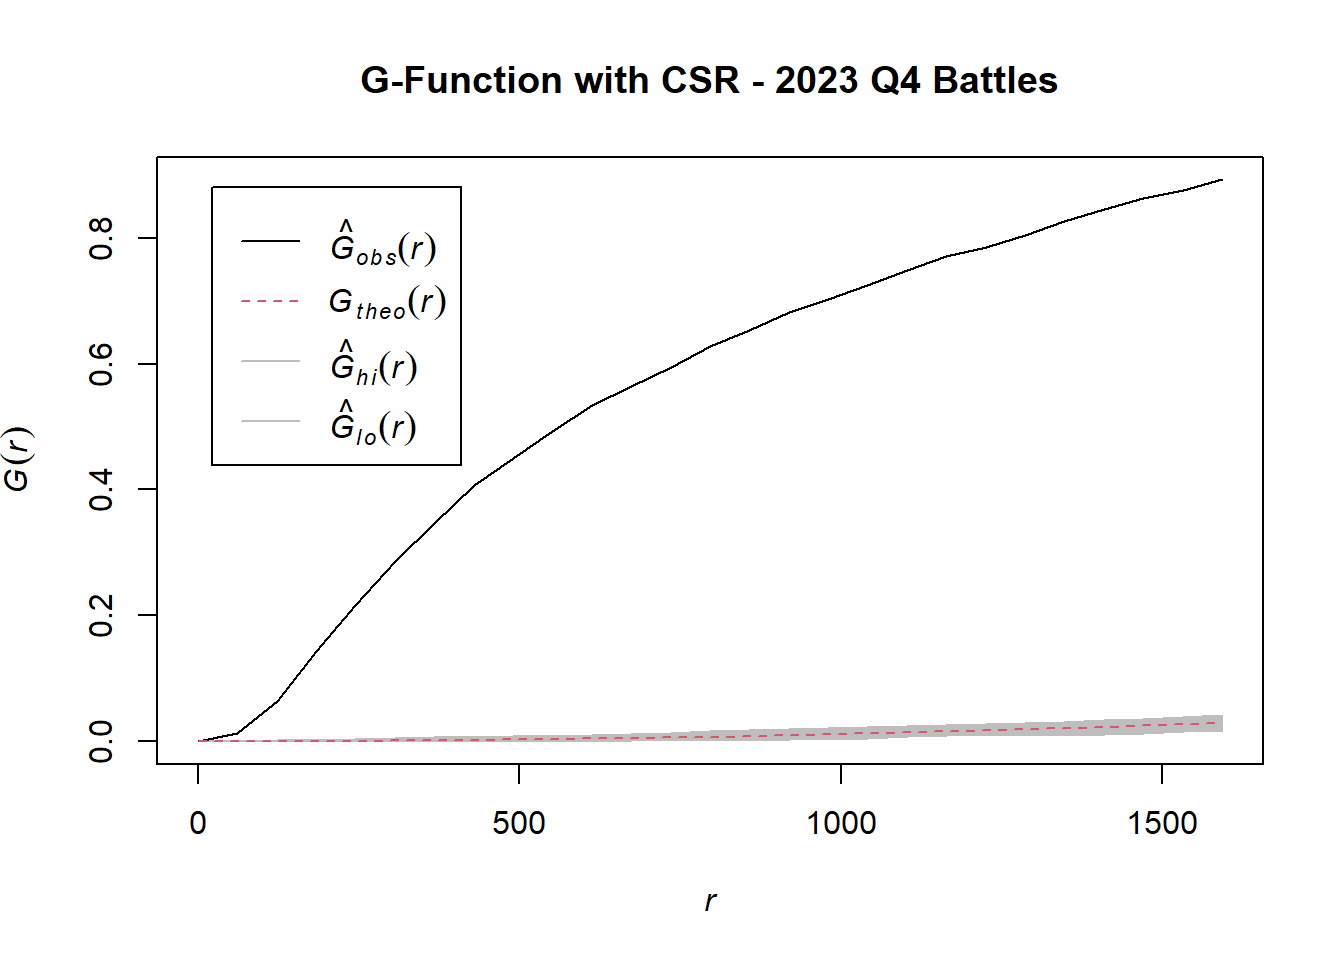 G-Function with CSR - 2023 Q4 Battles
Ĝobs(r)
Gtheo(r)
Ĝhi(r)
Ĝlo(r)
G(r)
0.8
0.6
0.4
0.2
0.0
0 500 1000 1500
r